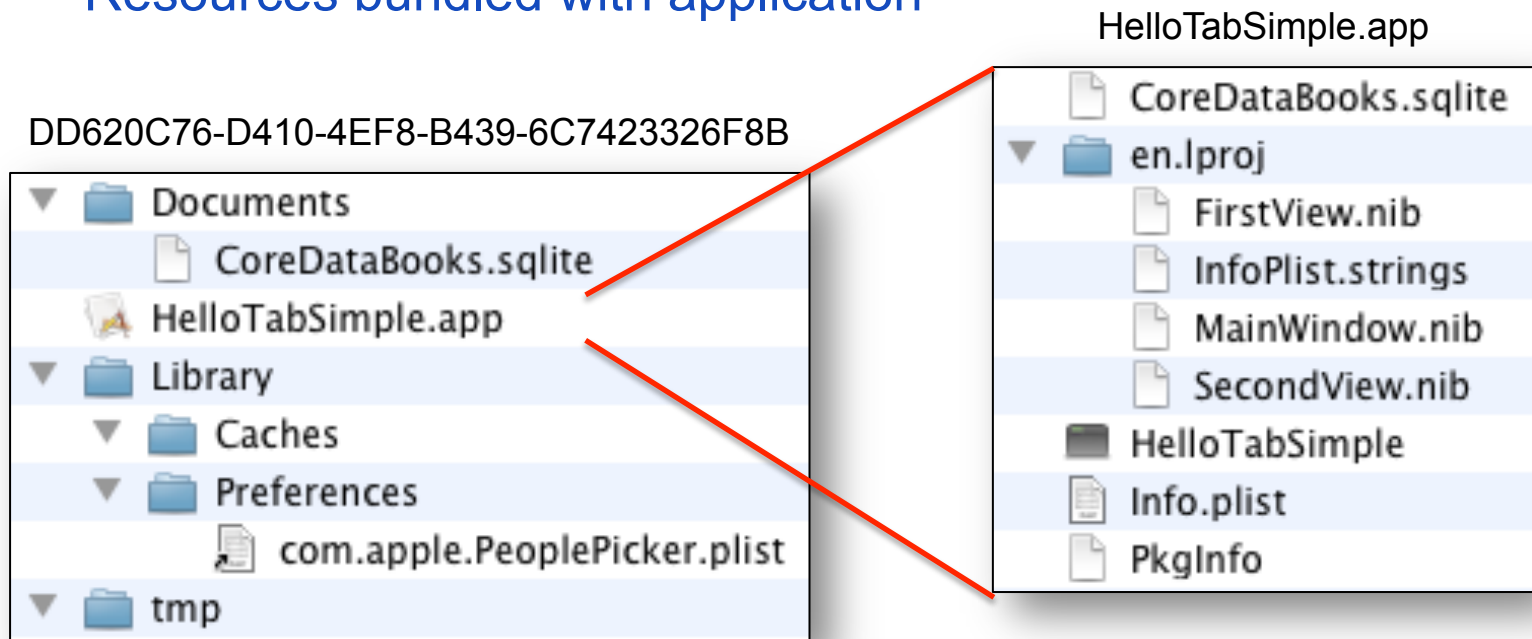 Resources bundled with application
HelloTabSimple.app
DD620C76-D410-4EF8-B439-6C7423326F8B
Documents
CoreDataBooks.sqlite
HelloTabSimple.app
Library
Caches
Preferences
com.apple.PeoplePicker.plist
tmp
CoreDataBooks.sqlite
en.lproj
FirstView.nib
InfoPlist.strings
MainWindow.nib
SecondView.nib
HelloTabSimple
Info.plist
PkgInfo